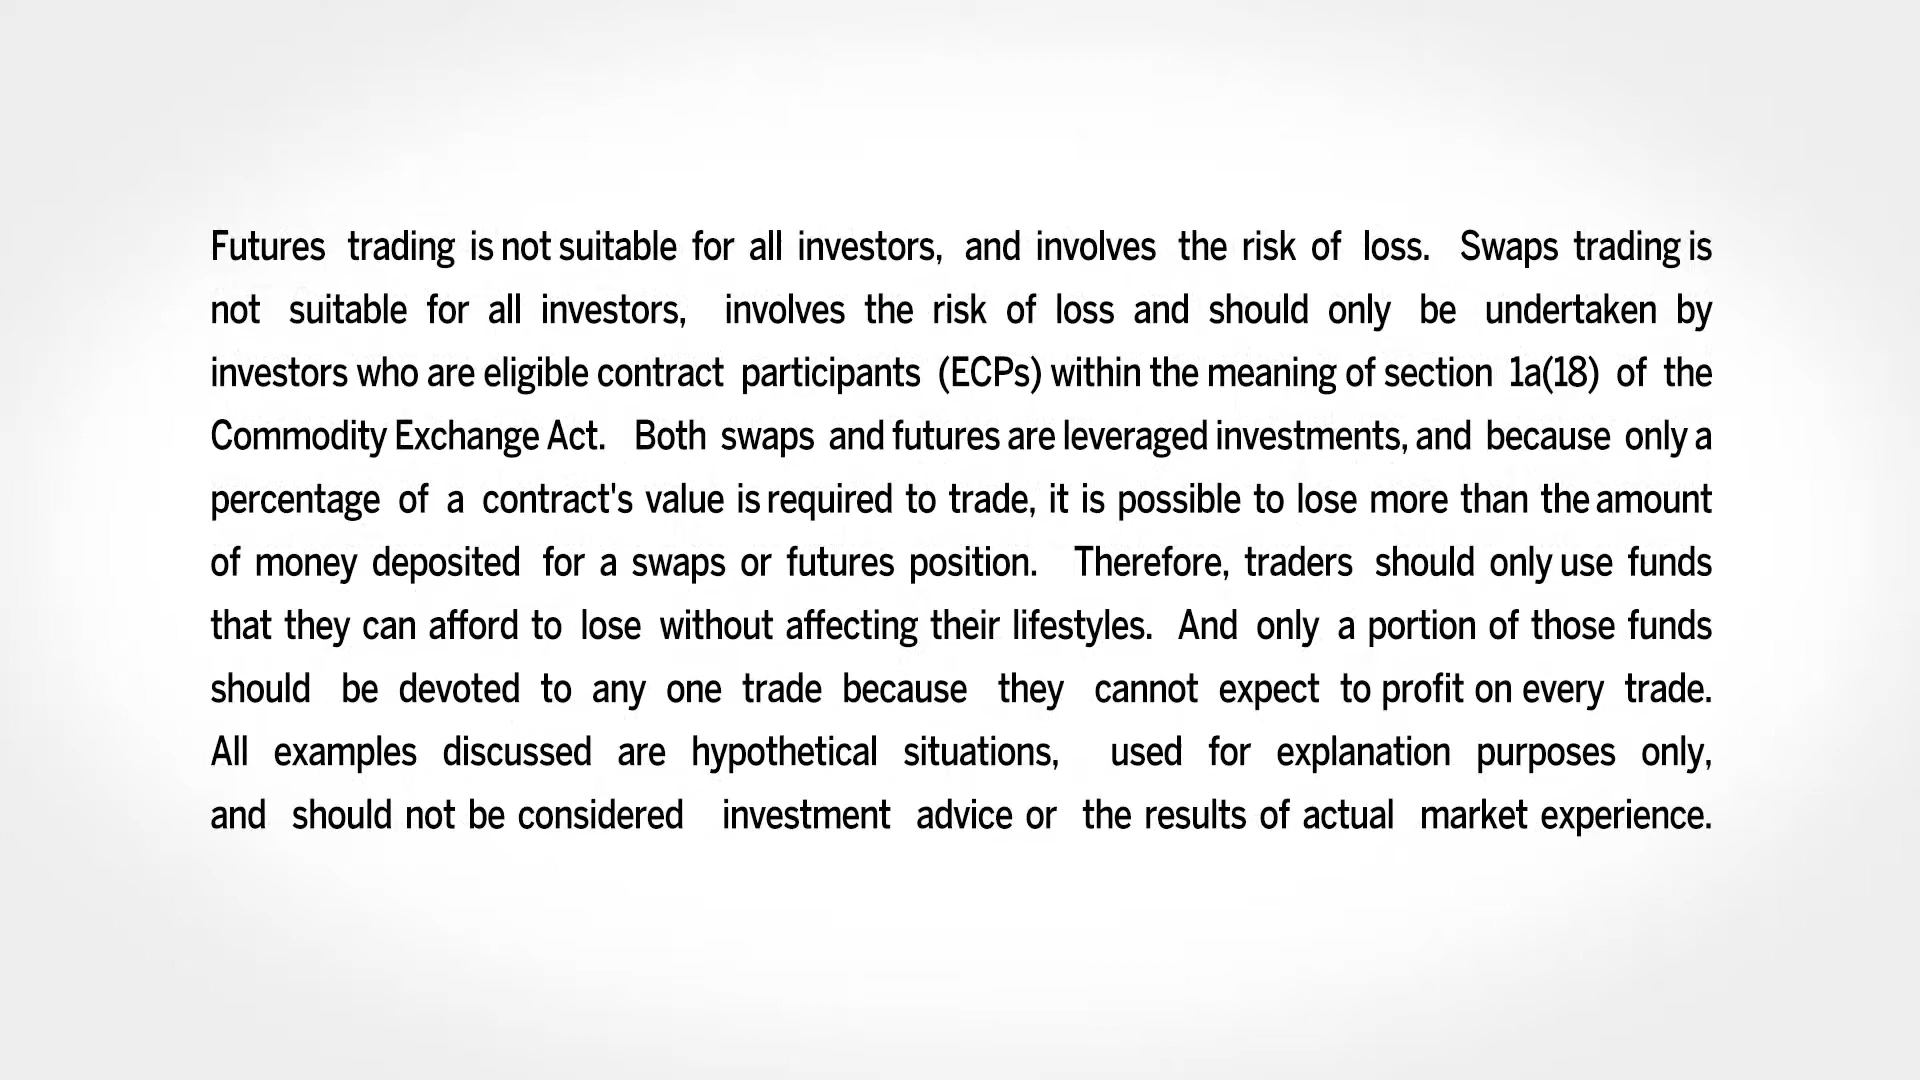 Futures trading is not suitable for all investors, and involves the risk of loss. Swaps trading is
not suitable for all investors, involves the risk of loss and should only be undertaken by
investors who are eligible contract participants (ECPs) within the meaning of section 1a(18) of the
Commodity Exchange Act. Both swaps and futures are leveraged investments, and because only a
percentage of a contract's value is required to trade, it is possible to lose more than the amount
of money deposited for a swaps or futures position. Therefore, traders should only use funds
that they can afford to lose without affecting their lifestyles. And only a portion of those funds
should be devoted to any one trade because they cannot expect to profit on every trade.
All examples discussed are hypothetical situations, used for explanation purposes only,
and should not be considered investment advice or the results of actual market experience.